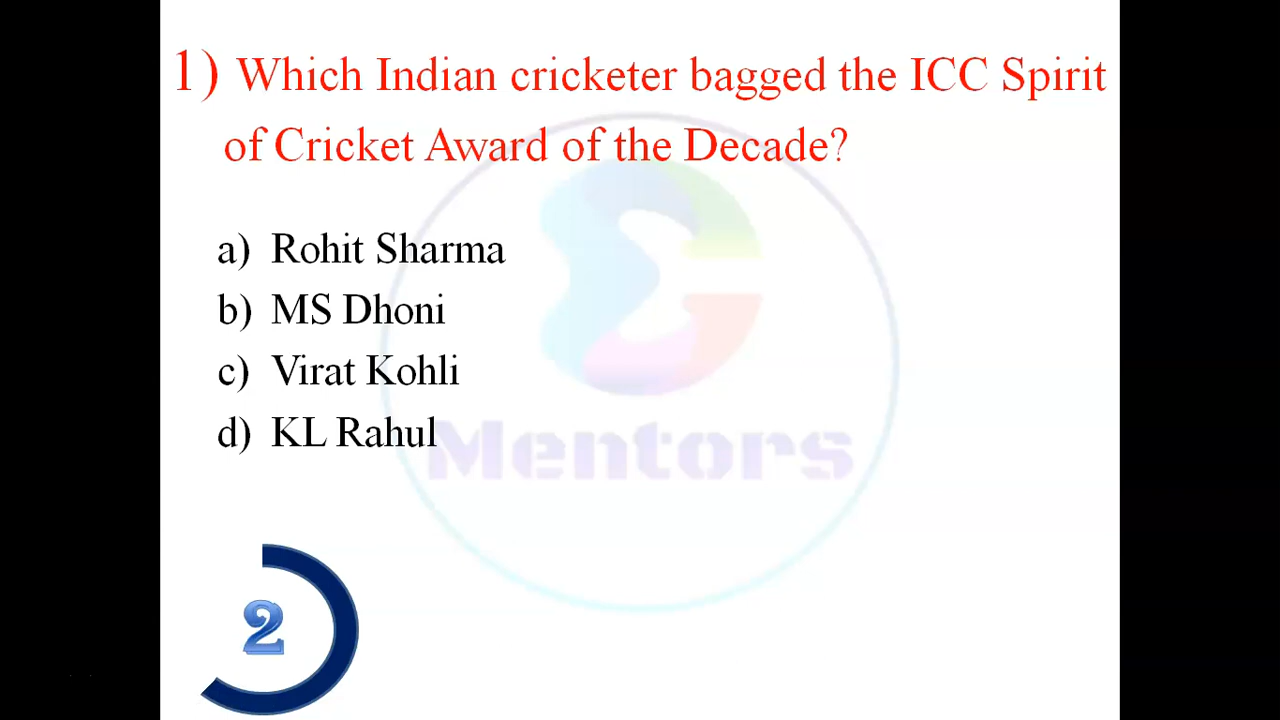 1) Which Indian cricketer bagged the ICC Spirit
of Cricket Award of the Decade?
a) Rohit Sharma
b) MS Dhoni
c) Virat Kohli
d) KL Rahul
Mentors
2